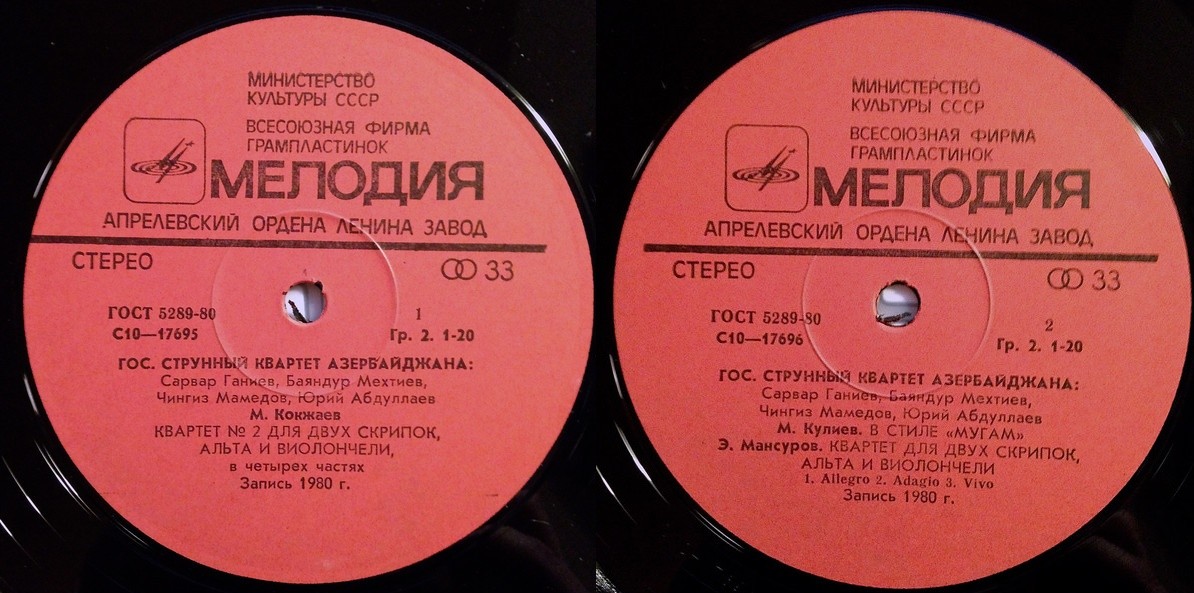 МИНИСТЕРСТВО
КУЛЬТУРЫ СССР
ВСЕСОЮЗНАЯ ФИРМА
ГРАМПЛАСТИНОК
МЕЛОДИЯ
АПРЕЛЕВСКИЙ ОРДЕНА ЛЕНИНА ЗАВОД
СТЕРЕО
33
ГОСТ 5289-80
1
С10—17695
Гр. 2. 1-20
ГОС. СТРУННЫЙ КВАРТЕТ АЗЕРБАЙДЖАНА:
Сарвар Ганиев, Баяндур Мехтиев,
Чингиз Мамедов, Юрий Абдуллаев
М. Кокжаев
КВАРТЕТ № 2 ДЛЯ ДВУХ СКРИПОК,
АЛЬТА И ВИОЛОНЧЕЛИ,
в четырех частях
Запись 1980 г.
МИНИСТЕРСТВО
КУЛЬТУРЫ СССР
ВСЕСОЮЗНАЯ ФИРМА
ГРАМПЛАСТИНОК
МЕЛОДИЯ
АПРЕЛЕВСКИЙ ОРДЕНА ЛЕНИНА ЗАВОД
СТЕРЕО
33
ГОСТ 5289-80
2
С10—17696
Гр. 2. 1-20
ГОС. СТРУННЫЙ КВАРТЕТ АЗЕРБАЙДЖАНА:
Сарвар Ганиев, Баяндур Мехтиев,
Чингиз Мамедов, Юрий Абдуллаев
М. Кулиев. В СТИЛЕ «МУГАМ»
Э. Мансуров. КВАРТЕТ ДЛЯ ДВУХ СКРИПОК,
АЛЬТА И ВИОЛОНЧЕЛИ
1. Allegro 2. Adagio 3. Vivo
Запись 1980 г.